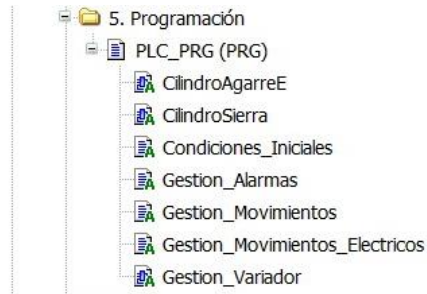 5. Programación
PLC_PRG (PRG)
CilindroAgarreE
CilindroSierra
Condiciones_Iniciales
Gestion_Alarmas
Gestion_Movimientos
Gestion_Movimientos_Electricos
Gestion_Variador